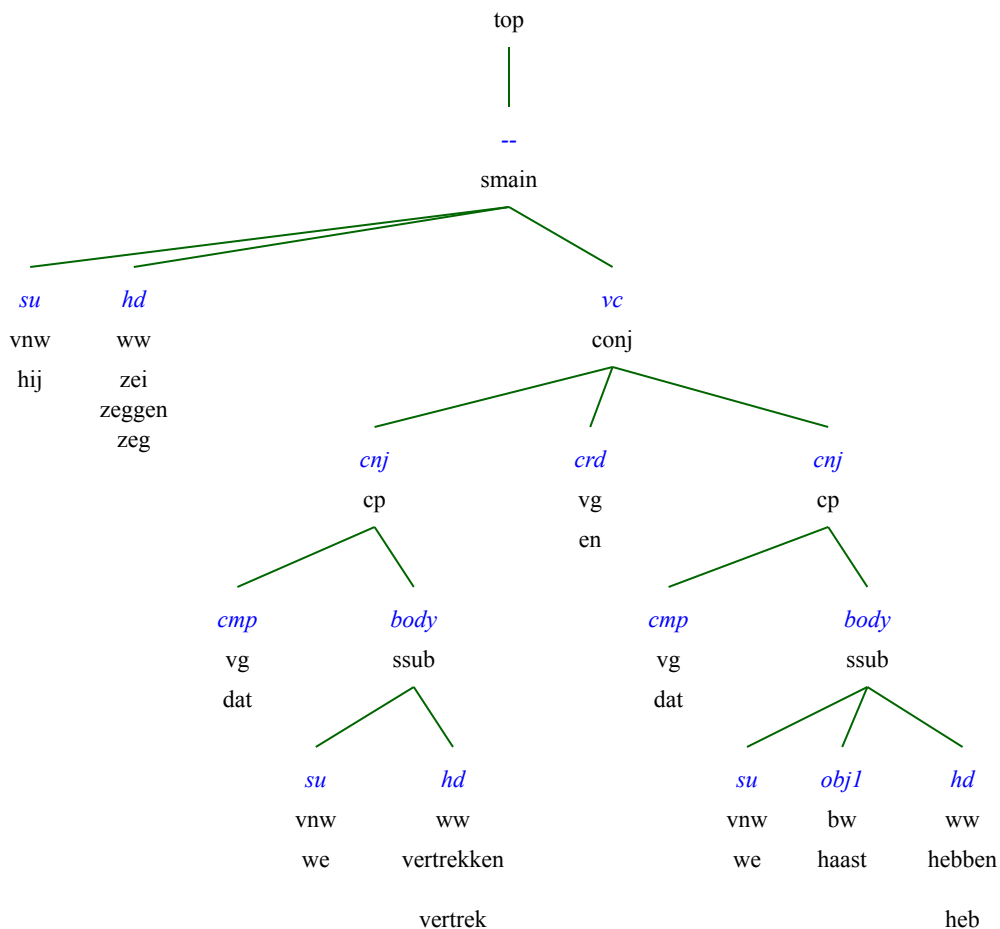 top
--
smain
su hd vc
vnw ww conj
hij zei
zeggen
zeg
cnj crd cnj
cp vg cp
en
cmp body cmp body
vg ssub vg ssub
dat dat
su hd su obj1 hd
vnw ww vnw bw ww
we vertrekken we haast hebben
vertrek heb